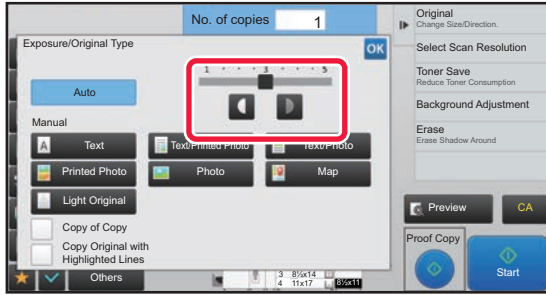 No. of copies 1
Exposure/Original Type
OK
1 3 5
Auto
Manual
A Text
Text/Printed Photo
Text/Photo
Printed Photo
Photo
Map
Light Original
Copy of Copy
Copy Original with
Highlighted Lines
Others
3 8½x14
4 11x17
8½x11
Original
Change Size/Direction.
Select Scan Resolution
Toner Save
Reduce Toner Consumption
Background Adjustment
Erase
Erase Shadow Around
Preview
CA
Proof Copy
Start